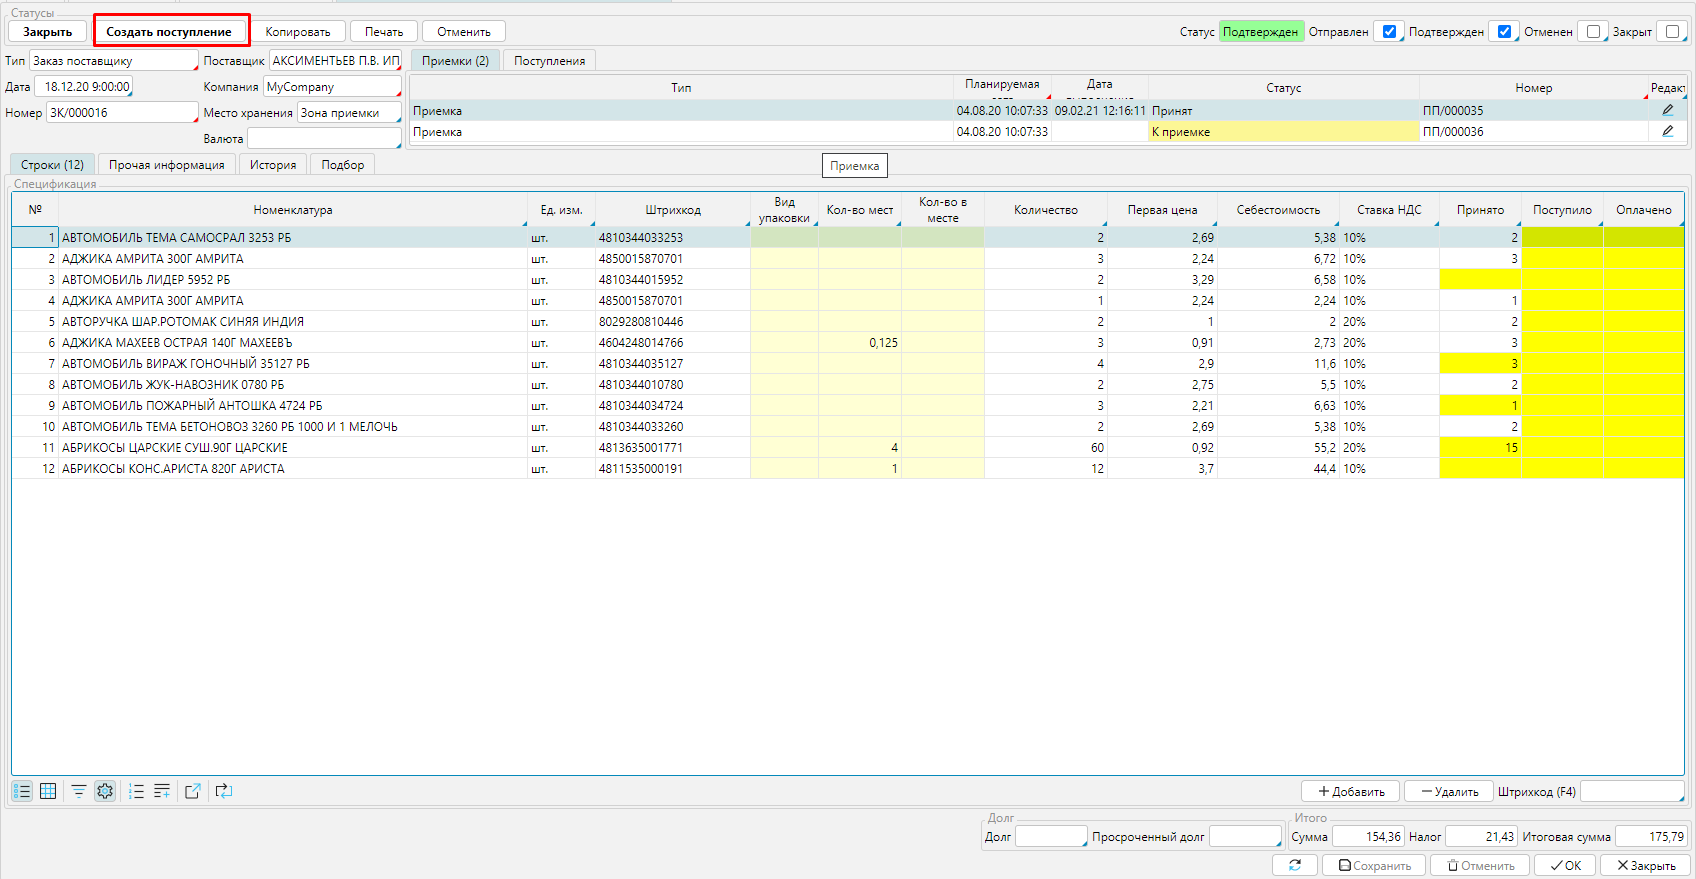 Статусы
Закрыть Создать поступление Копировать Печать Отменить Статус Подтвержден Отправлен Подтвержден Отменен Закрыт
Тип Заказ поставщику Поставщик АКСИМЕНТЬЕВ П.В. ИП
Дата 18.12.20 9:00:00 Компания MyCompany
Номер ЗК/000016 Место хранения Зона приемки
Валюта
Приемки (2) Поступления
Тип Планируемая Дата Статус Номер Редакт
Приемка 04.08.20 10:07:33 09.02.21 12:16:11 Принят ПП/000035
Приемка 04.08.20 10:07:33 К приемке ПП/000036
Приемка
Строки (12) Прочая информация История Подбор
Спецификация
№ Номенклатура Ед. изм. Штрихкод Вид упаковки Кол-во мест Кол-во в месте Количество Первая цена Себестоимость Ставка НДС Принято Поступило Оплачено
1 АВТОМОБИЛЬ ТЕМА САМОСРАЛ 3253 РБ шт. 4810344033253 2 2,69 5,38 10% 2
2 АДЖИКА АМРИТА 300Г АМРИТА шт. 4850015870701 3 2,24 6,72 10% 3
3 АВТОМОБИЛЬ ЛИДЕР 5952 РБ шт. 4810344015952 2 3,29 6,58 10%
4 АДЖИКА АМРИТА 300Г АМРИТА шт. 4850015870701 1 2,24 2,24 10% 1
5 АВТОРУЧКА ШАР.РОТОМАК СИНЯЯ ИНДИЯ шт. 8029280810446 2 1 2 20% 2
6 АДЖИКА МАХЕЕВ ОСТРАЯ 140Г МАХЕЕВЪ шт. 4604248014766 0,125 3 0,91 2,73 20% 3
7 АВТОМОБИЛЬ ВИРАЖ ГОНОЧНЫЙ 35127 РБ шт. 4810344035127 4 2,9 11,6 10% 3
8 АВТОМОБИЛЬ ЖУК-НАВОЗНИК 0780 РБ шт. 4810344010780 2 2,75 5,5 10% 2
9 АВТОМОБИЛЬ ПОЖАРНЫЙ АНТОШКА 4724 РБ шт. 4810344034724 3 2,21 6,63 10% 1
10 АВТОМОБИЛЬ ТЕМА БЕТОНОВОЗ 3260 РБ 1000 И 1 МЕЛОЧЬ шт. 4810344033260 2 2,69 5,38 10% 2
11 АБРИКОСЫ ЦАРСКИЕ СУШ.90Г ЦАРСКИЕ шт. 4813635001771 4 60 0,92 55,2 20% 15
12 АБРИКОСЫ КОНС.АРИСТА 820Г АРИСТА шт. 4811535000191 1 12 3,7 44,4 10%
Добавить Удалить Штрихкод (F4)
Долг Итого
Долг Просроченный долг Сумма 154,36 Налог 21,43 Итоговая сумма 175,79
Сохранить Отменить ОК Закрыть